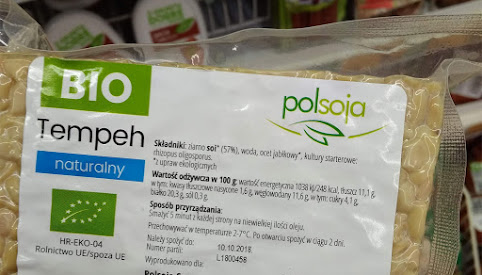 BIO
polsoja
Tempeh
naturalny
Składniki: ziarno soi* (57%), woda, ocet jabłkowy*, kultury starterowe:
rhizopus oligosporus.
*z upraw ekologicznych
Wartość odżywcza w 100 g: wartość energetyczna 1038 kJ/248 kcal, tłuszcz 11,1 g,
w tym: kwasy tłuszczowe nasycone 1,6 g, węglowodany 11,6 g, w tym: cukry 4,1 g,
białko 20,3 g, sól 0,3 g.
Sposób przyrządzania:
Smażyć 5 minut z każdej strony na niewielkiej ilości oleju.
Przechowywać w temperaturze 2-7°C. Po otwarciu spożyć w ciągu 2 dni.
Należy spożyć do: 10.10.2018
Numer partii: L1800458
Wyprodukowano dla:
HR-EKO-04
Rolnictwo UE/spoza UE